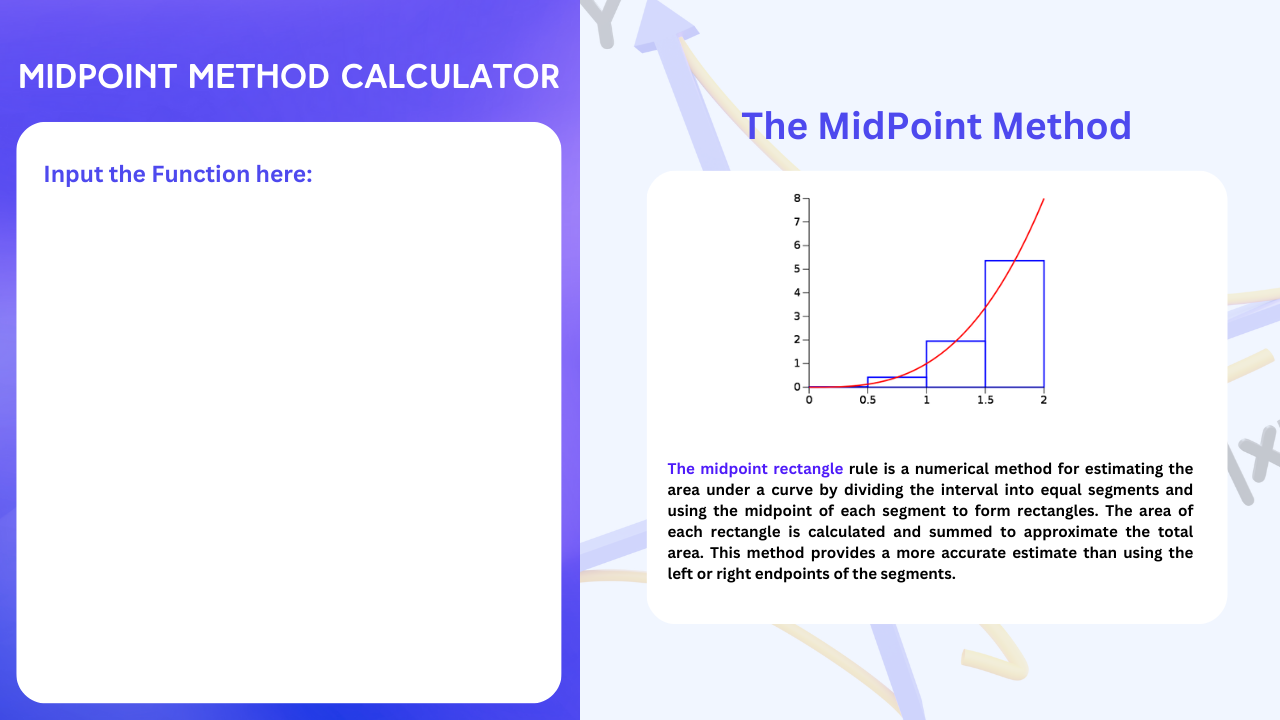 MIDPOINT METHOD CALCULATOR
Input the Function here:
Y
The MidPoint Method
8
7
6
5
4
3
2
1
0
0 0.5 1 1.5 2
The midpoint rectangle rule is a numerical method for estimating the
area under a curve by dividing the interval into equal segments and
using the midpoint of each segment to form rectangles. The area of
each rectangle is calculated and summed to approximate the total
area. This method provides a more accurate estimate than using the
left or right endpoints of the segments.